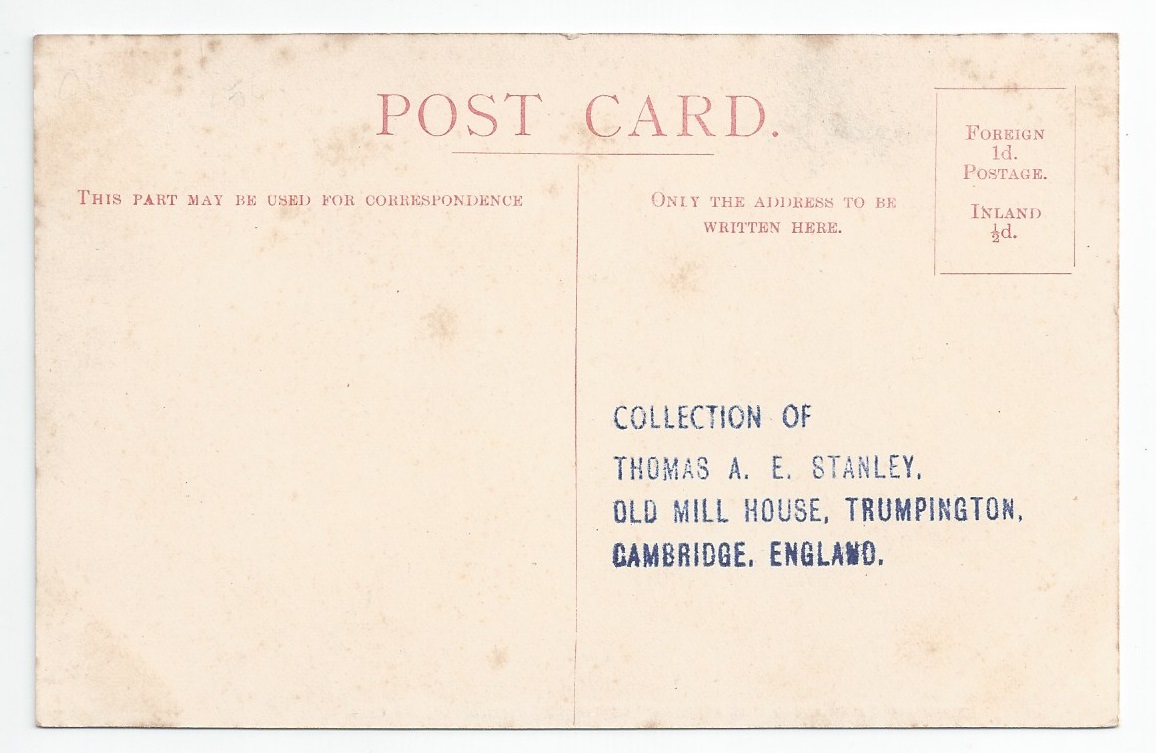 POST CARD.
THIS PART MAY BE USED FOR CORRESPONDENCE
ONLY THE ADDRESS TO BE
WRITTEN HERE.
FOREIGN
1d.
POSTAGE.
INLAND
½d.
COLLECTION OF
THOMAS A. E. STANLEY,
OLD MILL HOUSE, TRUMPINGTON,
CAMBRIDGE, ENGLAND.